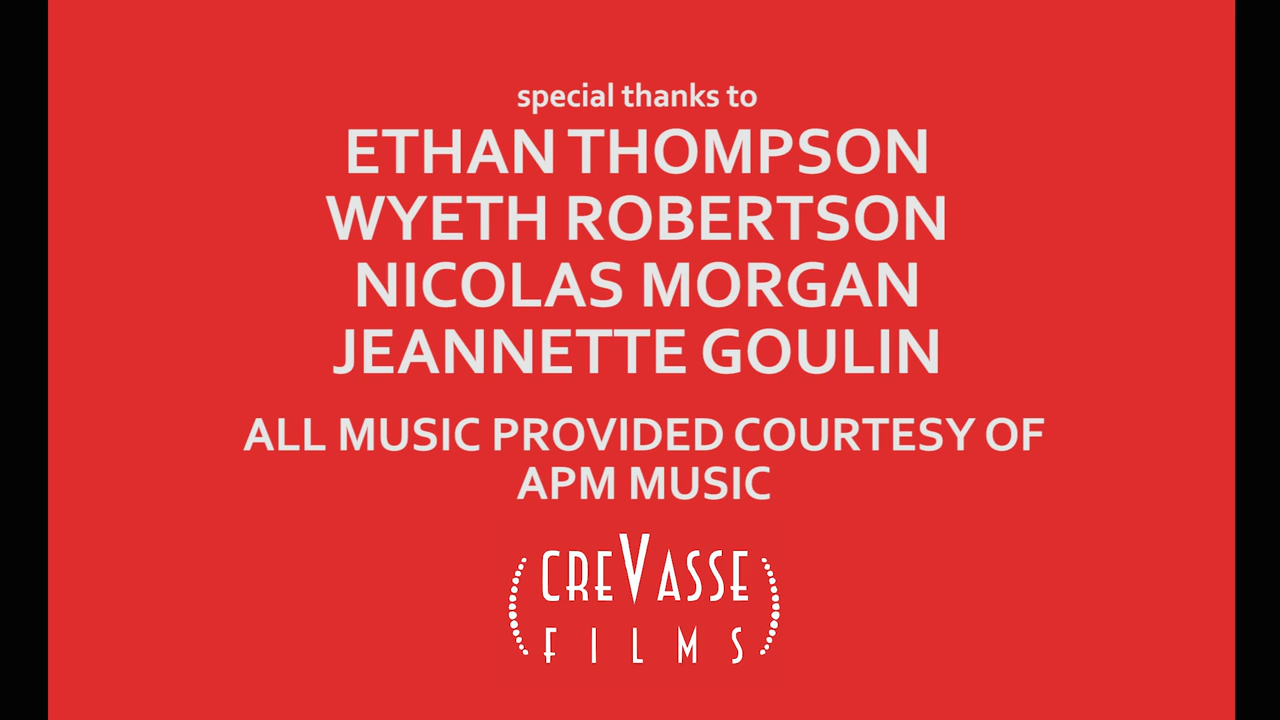 special thanks to
ETHAN THOMPSON
WYETH ROBERTSON
NICOLAS MORGAN
JEANNETTE GOULIN
ALL MUSIC PROVIDED COURTESY OF
APM MUSIC
CREVASSE
FILMS